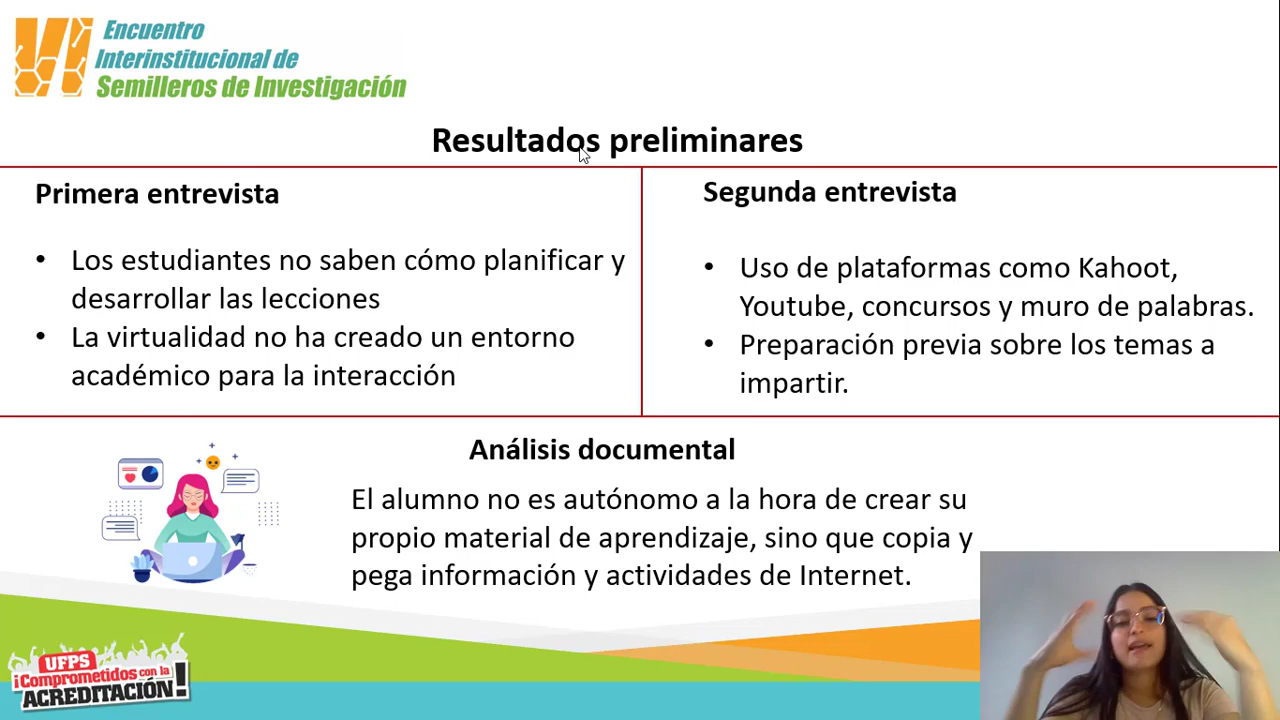 VI Encuentro
Interinstitucional de
Semilleros de Investigación
Resultados preliminares
Primera entrevista
• Los estudiantes no saben cómo planificar y
desarrollar las lecciones
• La virtualidad no ha creado un entorno
académico para la interacción
Segunda entrevista
• Uso de plataformas como Kahoot,
Youtube, concursos y muro de palabras.
• Preparación previa sobre los temas a
impartir.
Análisis documental
El alumno no es autónomo a la hora de crear su
propio material de aprendizaje, sino que copia y
pega información y actividades de Internet.
UFPS
¡Comprometidos con la
ACREDITACIÓN!